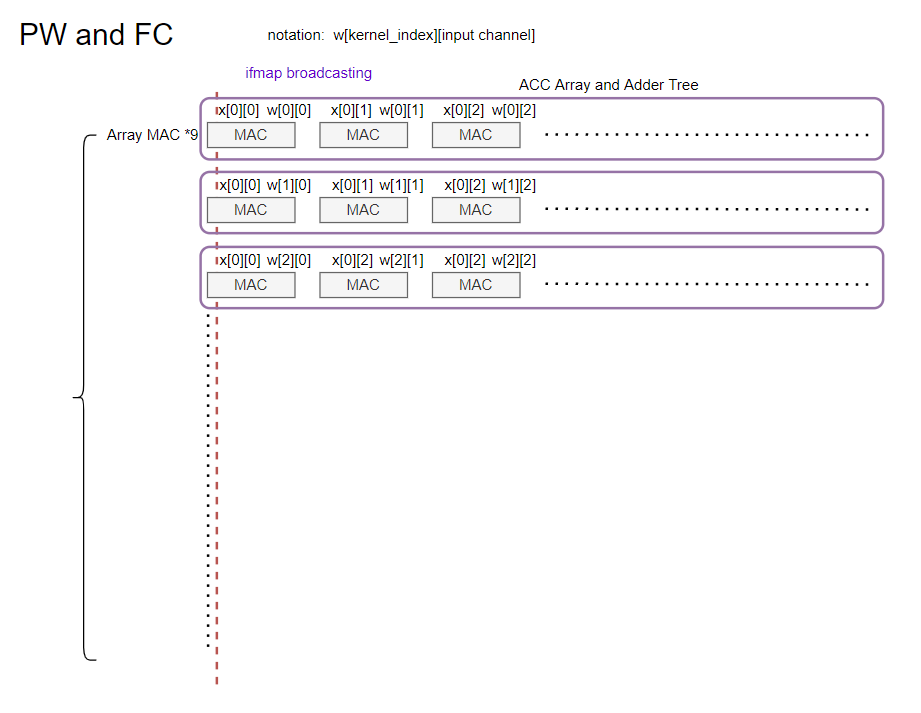 PW and FC
notation: w[kernel_index][input channel]
ifmap broadcasting
ACC Array and Adder Tree
x[0][0] w[0][0] x[0][1] w[0][1] x[0][2] w[0][2]
Array MAC *9
MAC MAC MAC
x[0][0] w[1][0] x[0][1] w[1][1] x[0][2] w[1][2]
MAC MAC MAC
x[0][0] w[2][0] x[0][2] w[2][1] x[0][2] w[2][2]
MAC MAC MAC